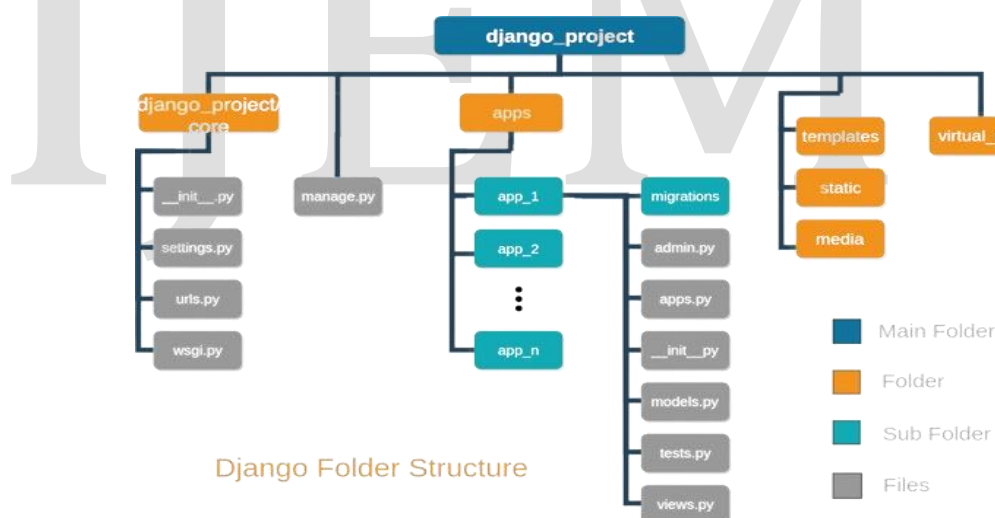 IJEM
django_project
django_project/
core
apps
templates
virtual_
__init__.py
manage.py
app_1
migrations
static
settings.py
app_2
admin.py
media
urls.py
apps.py
wsgi.py
app_n
__init__py
models.py
tests.py
views.py
Main Folder
Folder
Sub Folder
Files
Django Folder Structure